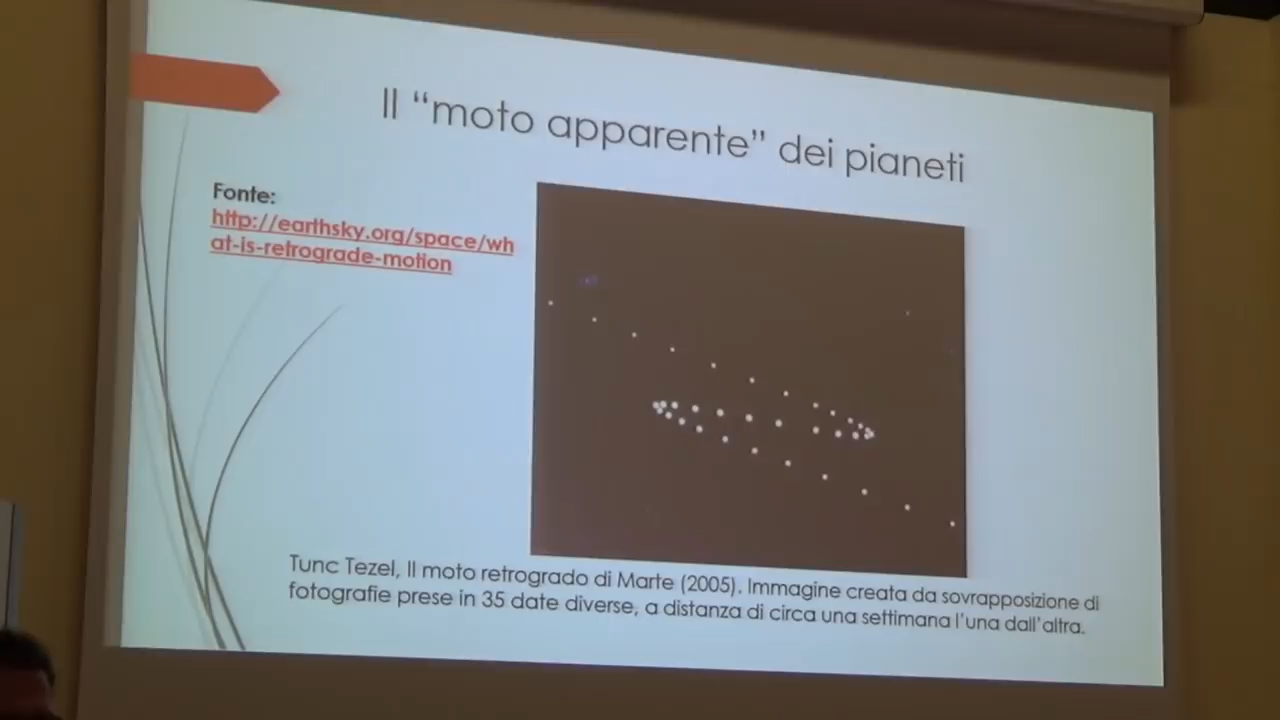 Il “moto apparente” dei pianeti
Fonte:
http://earthsky.org/space/wh
at-is-retrograde-motion
Tunc Tezel, Il moto retrogrado di Marte (2005). Immagine creata da sovrapposizione di
fotografie prese in 35 date diverse, a distanza di circa una settimana l’una dall’altra.